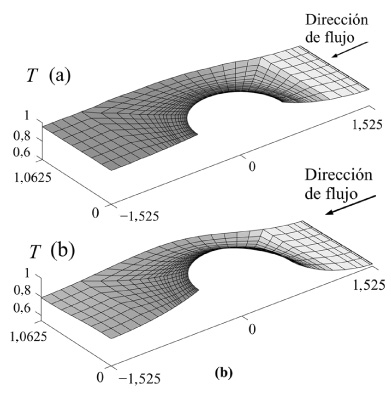 Dirección
de flujo
T (a)
1
0.8
0.6
1,0625
0
−1,525
0
1,525
Dirección
de flujo
T (b)
1
0.8
0.6
1,0625
0
−1,525
0
1,525
(b)